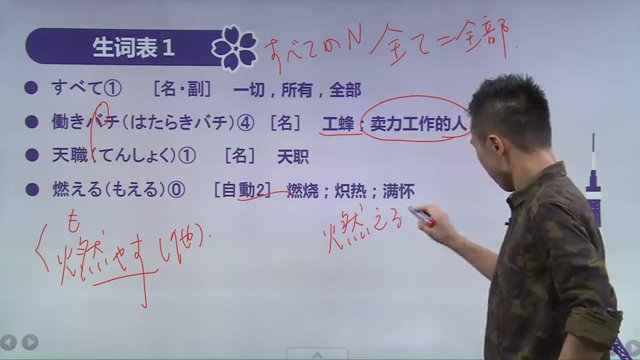 生词表1
すべてのN 全て=全部
すべて① [名·副] 一切，所有，全部
働きバチ(はたらきバチ)④ [名] 工蜂；卖力工作的人
天職(てんしょく)① [名] 天职
燃える(もえる)⓪ [自動2] 燃烧；炽热；满怀
も
燃やす(他).
燃える